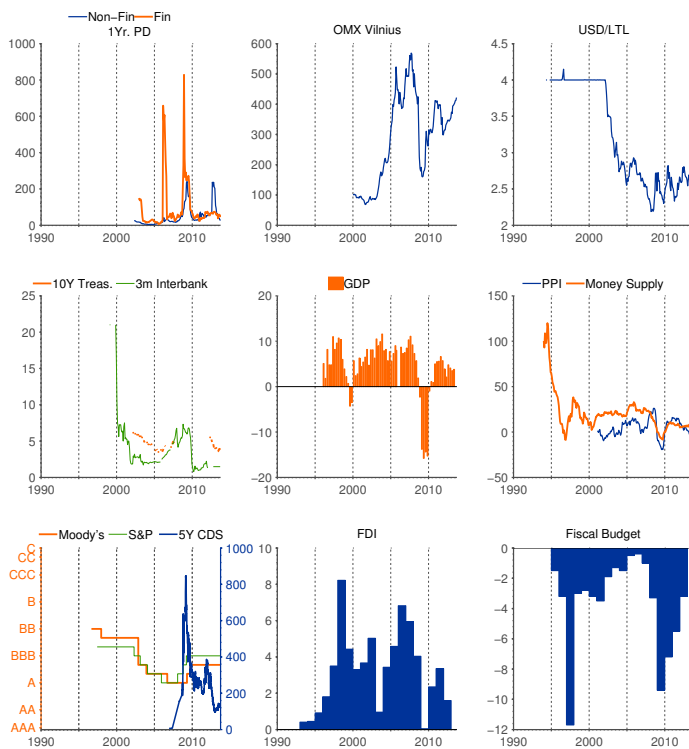 Non−Fin Fin
1Yr. PD
OMX Vilnius
USD/LTL
1000
800
600
400
200
0
1990 2000 2010
600
500
400
300
200
100
0
1990 2000 2010
4.5
4
3.5
3
2.5
2
1990 2000 2010
10Y Treas. 3m Interbank
GDP
PPI Money Supply
25
20
15
10
5
0
1990 2000 2010
20
10
0
−10
−20
1990 2000 2010
150
100
50
0
−50
1990 2000 2010
Moody's S&P 5Y CDS
FDI
Fiscal Budget
C
CC
CCC
B
BB
BBB
A
AA
AAA
1000
800
600
400
200
0
1990 2000 2010
10
8
6
4
2
0
1990 2000 2010
0
−2
−4
−6
−8
−10
−12
1990 2000 2010